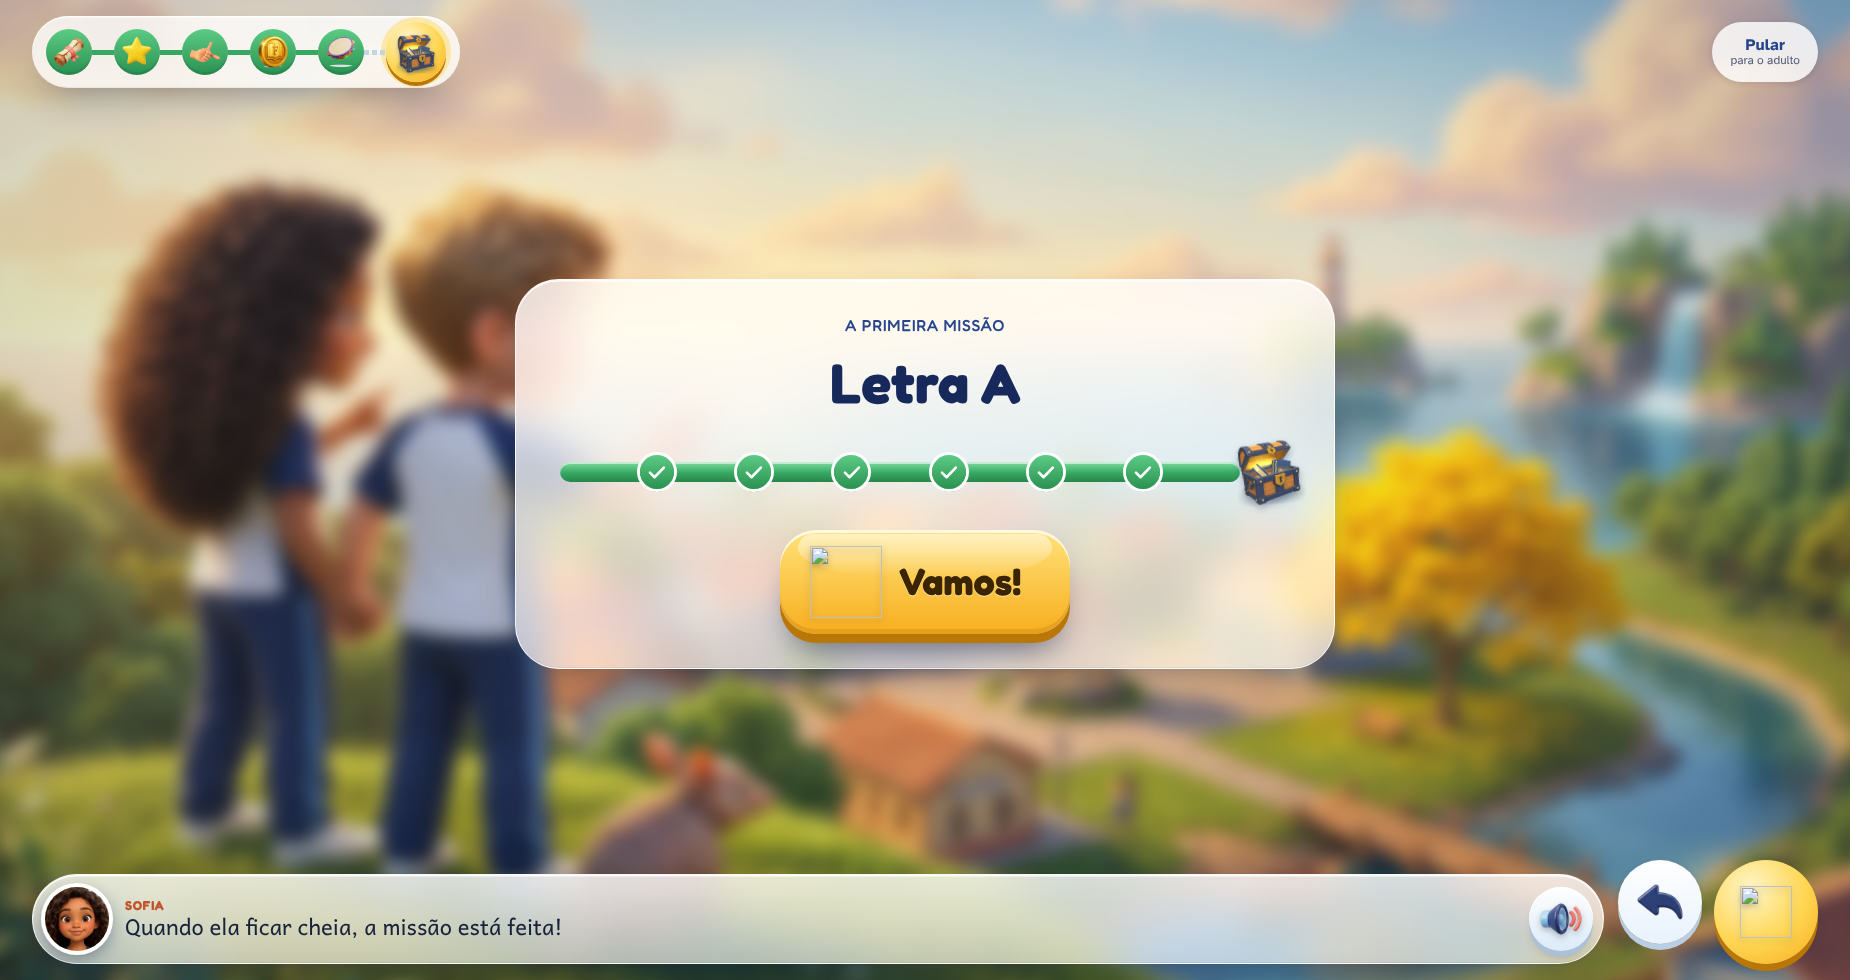 Pular
para o adulto
A PRIMEIRA MISSÃO
Letra A
Vamos!
SOFIA
Quando ela ficar cheia, a missão está feita!